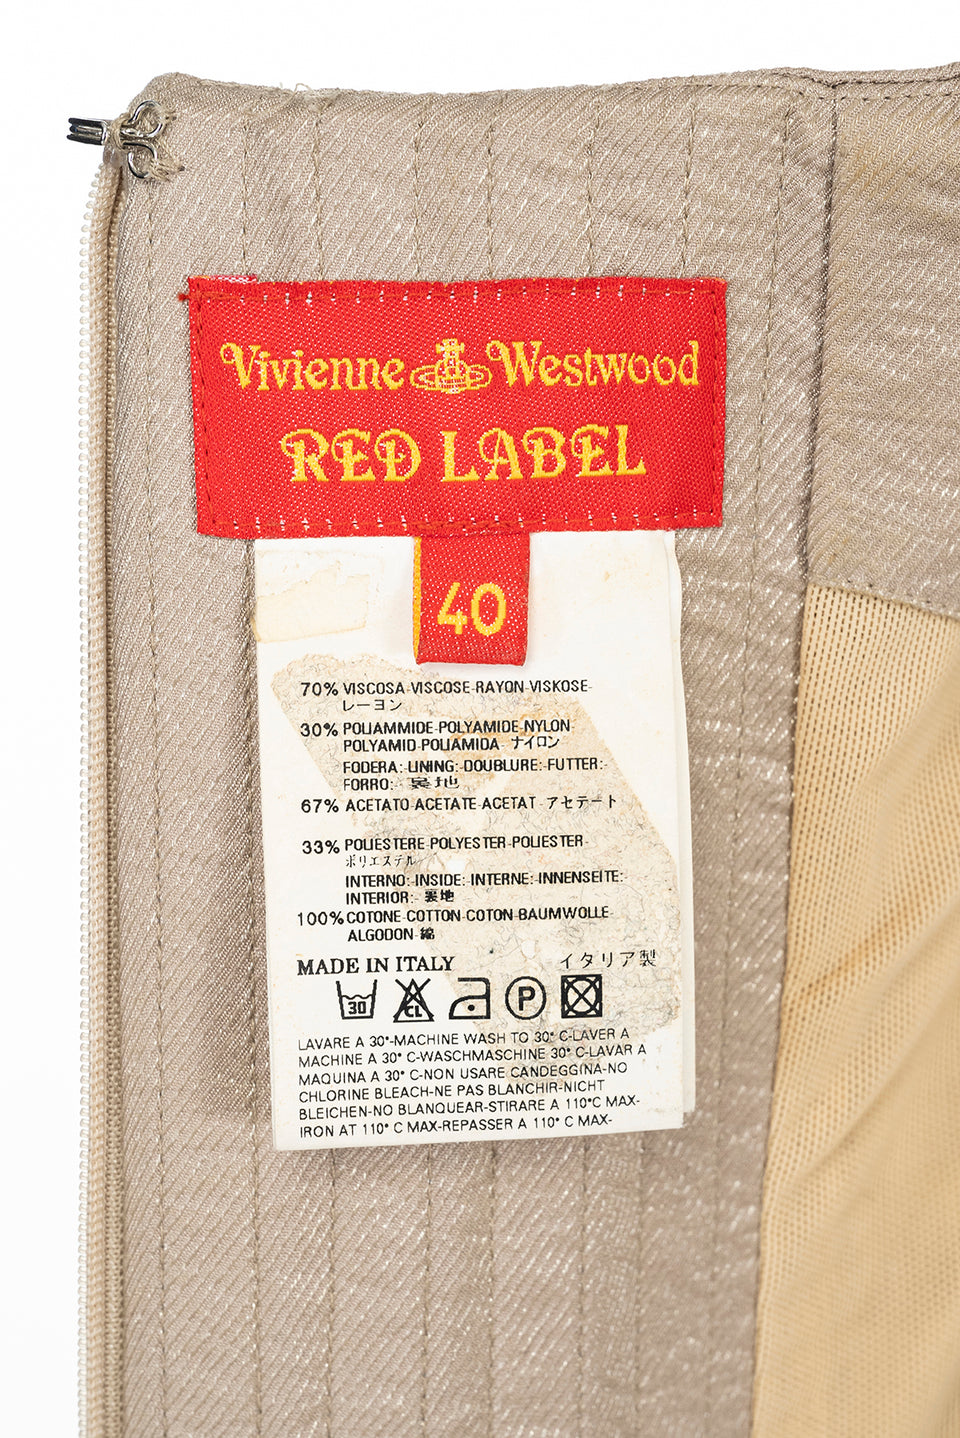 Vivienne Westwood
RED LABEL
40
70% VISCOSA-VISCOSE-RAYON-VISKOSE-
レーヨン
30% POLIAMMIDE-POLYAMIDE-NYLON
POLYAMID-POLIAMIDA- ナイロン
FODERA: LINING: DOUBLURE: FUTTER:
FORRO: 裏地
67% ACETATO-ACETATE-ACETAT- アセテート
33% POLIESTERE-POLYESTER-POLIESTER-
ポリエステル
INTERNO: INSIDE: INTERNE: INNENSEITE:
INTERIOR: 裏地
100% COTONE-COTTON-COTON-BAUMWOLLE
ALGODON-綿
MADE IN ITALY イタリア製
30 CL P
LAVARE A 30°-MACHINE WASH TO 30° C-LAVER A
MACHINE A 30° C-WASCHMASCHINE 30° C-LAVAR A
MAQUINA A 30° C-NON USARE CANDEGGINA-NO
CHLORINE BLEACH-NE PAS BLANCHIR-NICHT
BLEICHEN-NO BLANQUEAR-STIRARE A 110°C MAX-
IRON AT 110° C MAX-REPASSER A 110° C MAX-